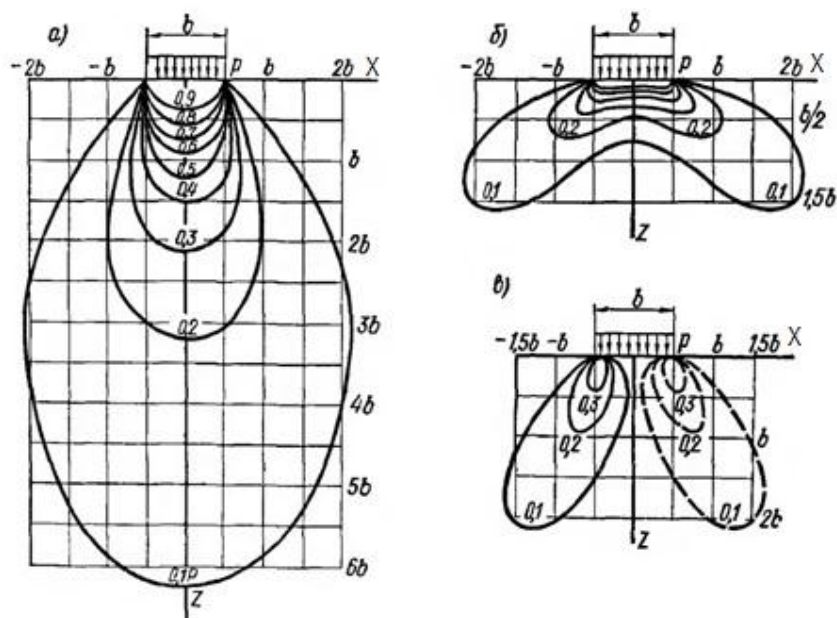 а) b
−2b −b P b 2b X
0,9
0,8
0,7
0,6
0,5
b
0,4
0,3
2b
0,2
3b
4b
5b
0,1P
6b
Z
б) b
−2b −b P b 2b X
0,2 0,2
b/2
0,1 0,1
1,5b
Z
в) b
−1,5b −b P b 1,5b X
0,3 0,3
0,2 0,2
b
0,1 0,1
2b
Z